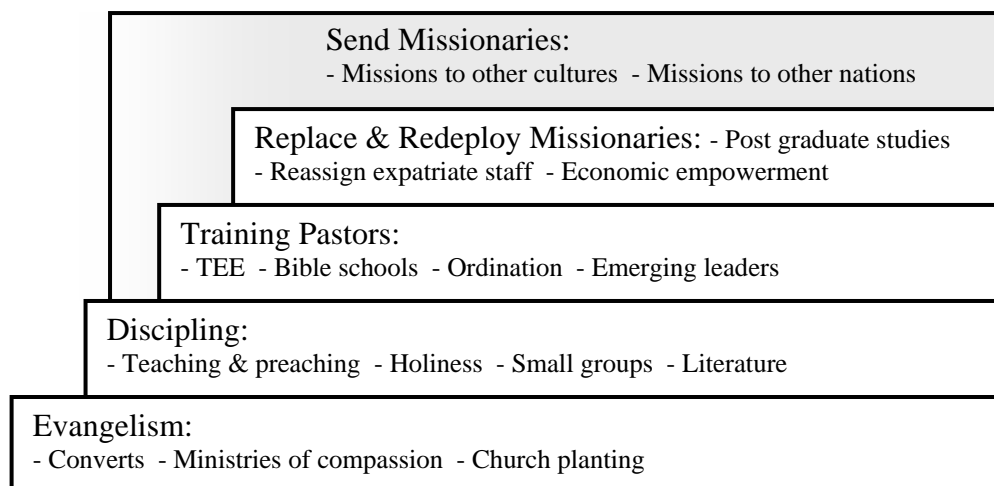 Send Missionaries:
- Missions to other cultures - Missions to other nations
Replace & Redeploy Missionaries: - Post graduate studies
- Reassign expatriate staff - Economic empowerment
Training Pastors:
- TEE - Bible schools - Ordination - Emerging leaders
Discipling:
- Teaching & preaching - Holiness - Small groups - Literature
Evangelism:
- Converts - Ministries of compassion - Church planting